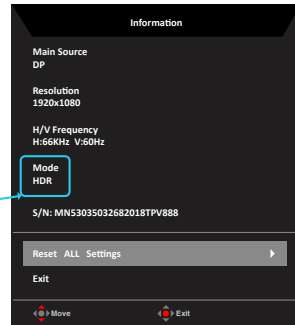 Information
Main Source
DP
Resolution
1920x1080
H/V Frequency
H:66KHz V:60Hz
Mode
HDR
S/N: MN53035032682018TPV888
Reset ALL Settings
Exit
Move Exit